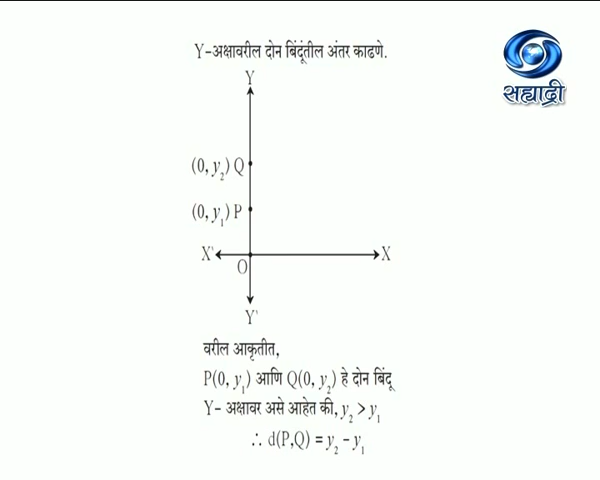 Y-अक्षावरील दोन बिंदूंतील अंतर काढणे.
सह्याद्री
Y
(0, y₂) Q
(0, y₁) P
X' X
O
Y'
वरील आकृतीत,
P(0, y₁) आणि Q(0, y₂) हे दोन बिंदू
Y- अक्षावर असे आहेत की, y₂ > y₁
∴ d(P,Q) = y₂ - y₁